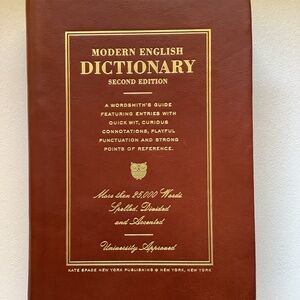 MODERN ENGLISH
DICTIONARY
SECOND EDITION
A WORDSMITH'S GUIDE
FEATURING ENTRIES WITH
QUICK WIT, CURIOUS
CONNOTATIONS, PLAYFUL
PUNCTUATION AND STRONG
POINTS OF REFERENCE.
More than 25,000 Words
Spelled, Divided
and Accented
University Approved
KATE SPADE NEW YORK PUBLISHING NEW YORK, NEW YORK